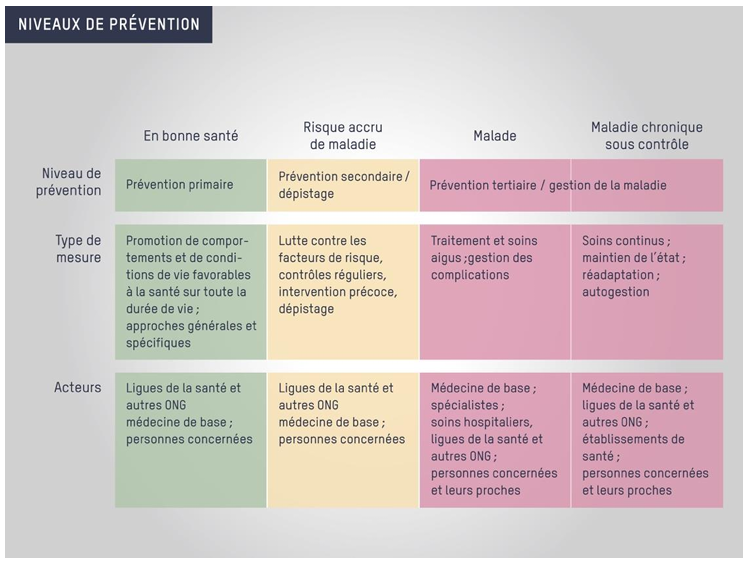 NIVEAUX DE PRÉVENTION
En bonne santé
Risque accru
de maladie
Malade
Maladie chronique
sous contrôle
Niveau de
prévention
Prévention primaire
Prévention secondaire /
dépistage
Prévention tertiaire / gestion de la maladie
Type de
mesure
Promotion de compor-
tements et de condi-
tions de vie favorables
à la santé sur toute la
durée de vie ;
approches générales et
spécifiques
Lutte contre les
facteurs de risque,
contrôles réguliers,
intervention précoce,
dépistage
Traitement et soins
aigus ;gestion des
complications
Soins continus ;
maintien de l'état ;
réadaptation ;
autogestion
Acteurs
Ligues de la santé et
autres ONG
médecine de base ;
personnes concernées
Ligues de la santé et
autres ONG
médecine de base ;
personnes concernées
Médecine de base ;
spécialistes ;
soins hospitaliers,
ligues de la santé et
autres ONG ;
personnes concernées
et leurs proches
Médecine de base ;
ligues de la santé et
autres ONG ;
établissements de
santé ;
personnes concernées
et leurs proches